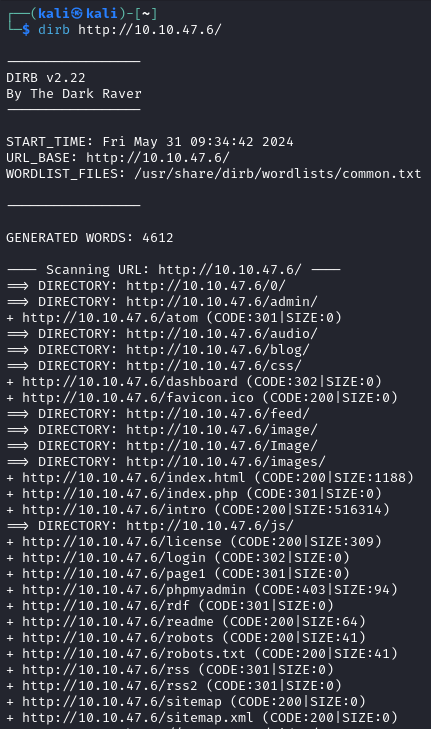 ┌──(kali㉿kali)-[~]
└─$ dirb http://10.10.47.6/
-----------------
DIRB v2.22
By The Dark Raver
-----------------
START_TIME: Fri May 31 09:34:42 2024
URL_BASE: http://10.10.47.6/
WORDLIST_FILES: /usr/share/dirb/wordlists/common.txt
-----------------
GENERATED WORDS: 4612
---- Scanning URL: http://10.10.47.6/ ----
==> DIRECTORY: http://10.10.47.6/0/
==> DIRECTORY: http://10.10.47.6/admin/
+ http://10.10.47.6/atom (CODE:301|SIZE:0)
==> DIRECTORY: http://10.10.47.6/audio/
==> DIRECTORY: http://10.10.47.6/blog/
==> DIRECTORY: http://10.10.47.6/css/
+ http://10.10.47.6/dashboard (CODE:302|SIZE:0)
+ http://10.10.47.6/favicon.ico (CODE:200|SIZE:0)
==> DIRECTORY: http://10.10.47.6/feed/
==> DIRECTORY: http://10.10.47.6/image/
==> DIRECTORY: http://10.10.47.6/Image/
==> DIRECTORY: http://10.10.47.6/images/
+ http://10.10.47.6/index.html (CODE:200|SIZE:1188)
+ http://10.10.47.6/index.php (CODE:301|SIZE:0)
+ http://10.10.47.6/intro (CODE:200|SIZE:516314)
==> DIRECTORY: http://10.10.47.6/js/
+ http://10.10.47.6/license (CODE:200|SIZE:309)
+ http://10.10.47.6/login (CODE:302|SIZE:0)
+ http://10.10.47.6/page1 (CODE:301|SIZE:0)
+ http://10.10.47.6/phpmyadmin (CODE:403|SIZE:94)
+ http://10.10.47.6/rdf (CODE:301|SIZE:0)
+ http://10.10.47.6/readme (CODE:200|SIZE:64)
+ http://10.10.47.6/robots (CODE:200|SIZE:41)
+ http://10.10.47.6/robots.txt (CODE:200|SIZE:41)
+ http://10.10.47.6/rss (CODE:301|SIZE:0)
+ http://10.10.47.6/rss2 (CODE:301|SIZE:0)
+ http://10.10.47.6/sitemap (CODE:200|SIZE:0)
+ http://10.10.47.6/sitemap.xml (CODE:200|SIZE:0)